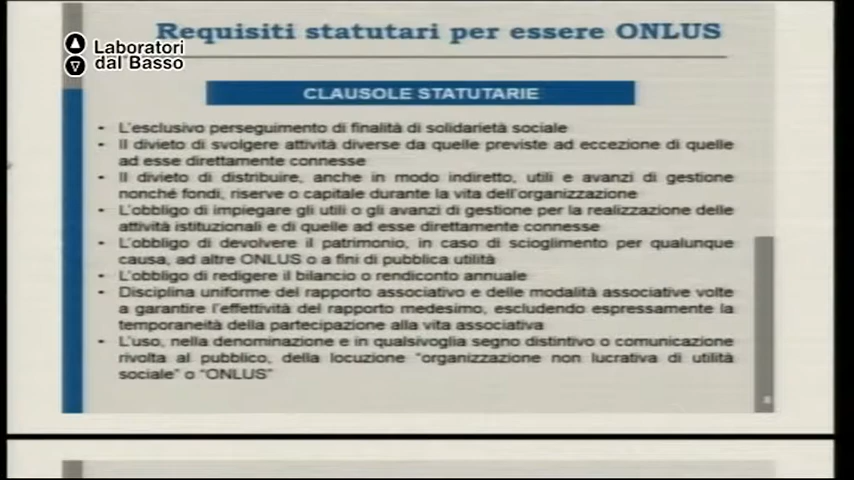 Requisiti statutari per essere ONLUS
Laboratori
dal Basso
CLAUSOLE STATUTARIE
• L'esclusivo perseguimento di finalità di solidarietà sociale
• Il divieto di svolgere attività diverse da quelle previste ad eccezione di quelle
ad esse direttamente connesse
• Il divieto di distribuire, anche in modo indiretto, utili e avanzi di gestione
nonché fondi, riserve o capitale durante la vita dell'organizzazione
• L'obbligo di impiegare gli utili o gli avanzi di gestione per la realizzazione delle
attività istituzionali e di quelle ad esse direttamente connesse
• L'obbligo di devolvere il patrimonio, in caso di scioglimento per qualunque
causa, ad altre ONLUS o a fini di pubblica utilità
• L'obbligo di redigere il bilancio o rendiconto annuale
• Disciplina uniforme del rapporto associativo e delle modalità associative volte
a garantire l'effettività del rapporto medesimo, escludendo espressamente la
temporaneità della partecipazione alla vita associativa
• L'uso, nella denominazione e in qualsivoglia segno distintivo o comunicazione
rivolta al pubblico, della locuzione "organizzazione non lucrativa di utilità
sociale" o "ONLUS"
8